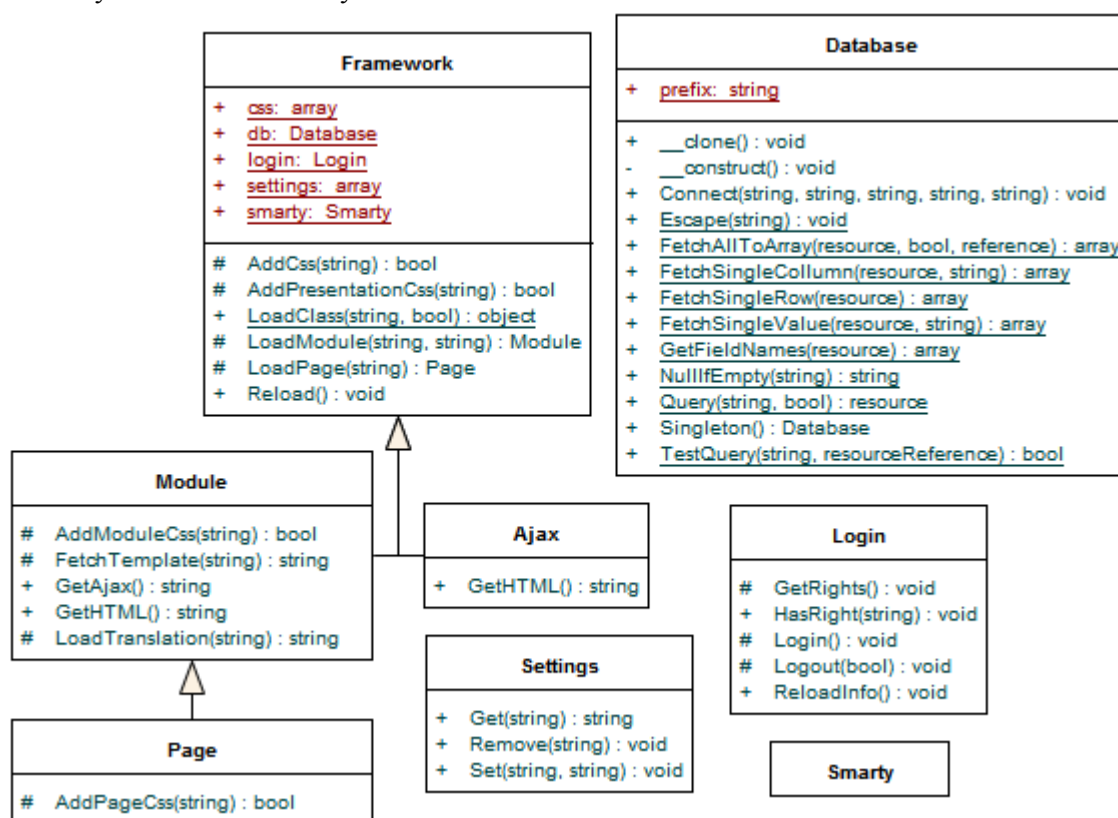 Framework
+ css: array
+ db: Database
+ login: Login
+ settings: array
+ smarty: Smarty
# AddCss(string) : bool
# AddPresentationCss(string) : bool
+ LoadClass(string, bool) : object
# LoadModule(string, string) : Module
# LoadPage(string) : Page
+ Reload() : void
Database
+ prefix: string
+ __clone() : void
- __construct() : void
+ Connect(string, string, string, string, string) : void
+ Escape(string) : void
+ FetchAllToArray(resource, bool, reference) : array
+ FetchSingleCollumn(resource, string) : array
+ FetchSingleRow(resource) : array
+ FetchSingleValue(resource, string) : array
+ GetFieldNames(resource) : array
+ NullIfEmpty(string) : string
+ Query(string, bool) : resource
+ Singleton() : Database
+ TestQuery(string, resourceReference) : bool
Module
# AddModuleCss(string) : bool
# FetchTemplate(string) : string
+ GetAjax() : string
+ GetHTML() : string
# LoadTranslation(string) : string
Ajax
+ GetHTML() : string
Login
# GetRights() : void
+ HasRight(string) : void
# Login() : void
# Logout(bool) : void
+ ReloadInfo() : void
Settings
+ Get(string) : string
+ Remove(string) : void
+ Set(string, string) : void
Page
# AddPageCss(string) : bool
Smarty